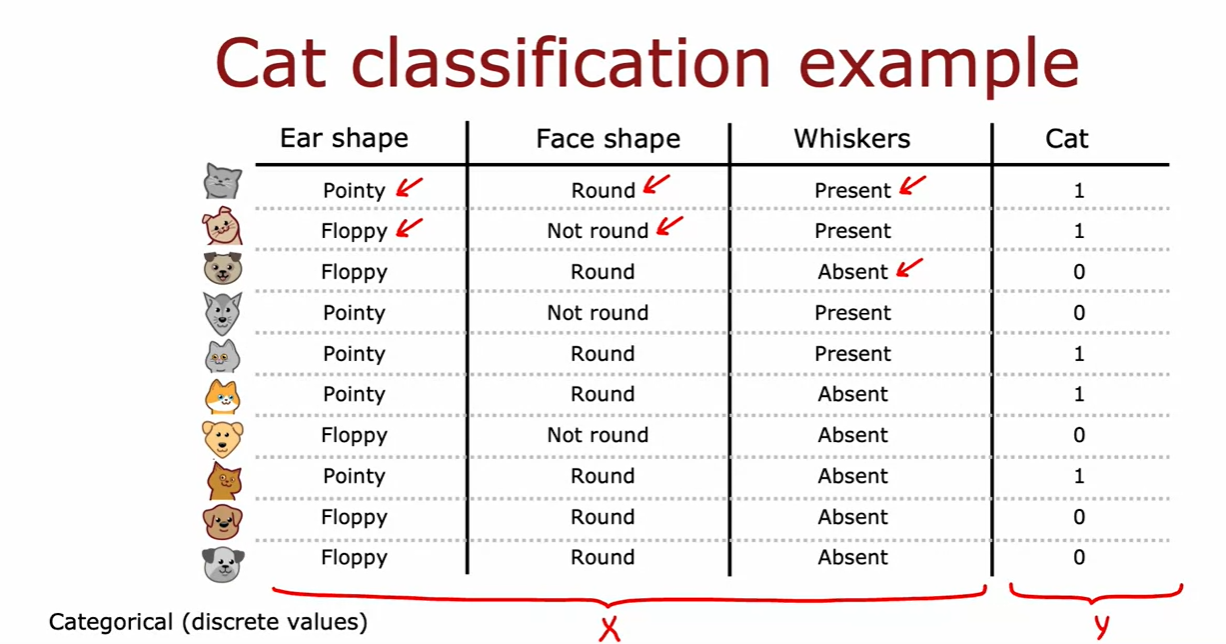 Cat classification example
Ear shape Face shape Whiskers Cat
Pointy Round Present 1
Floppy Not round Present 1
Floppy Round Absent 0
Pointy Not round Present 0
Pointy Round Present 1
Pointy Round Absent 1
Floppy Not round Absent 0
Pointy Round Absent 1
Floppy Round Absent 0
Floppy Round Absent 0
Categorical (discrete values)
X y